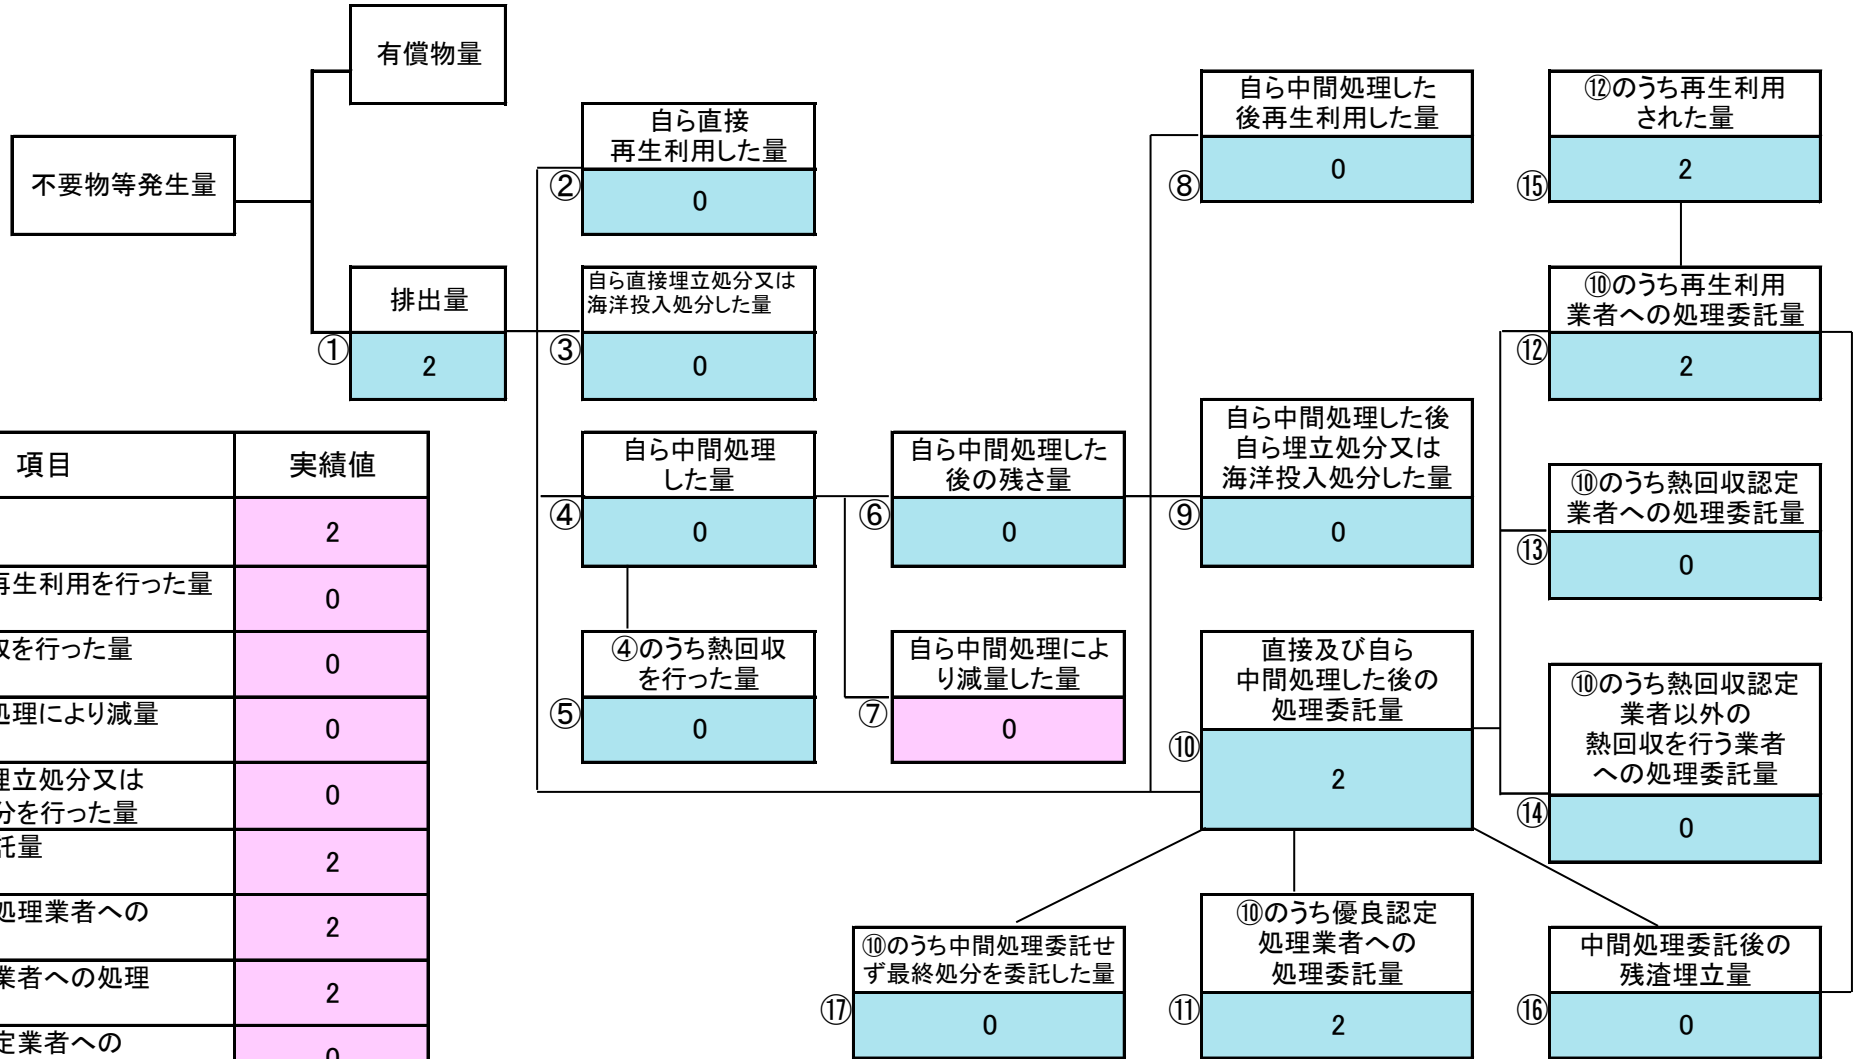 有償物量
不要物等発生量
排出量
①
2
自ら直接
再生利用した量
②
0
自ら直接埋立処分又は
海洋投入処分した量
③
0
自ら中間処理
した量
④
0
④のうち熱回収
を行った量
⑤
0
自ら中間処理した
後の残さ量
⑥
0
自ら中間処理によ
り減量した量
⑦
0
自ら中間処理した
後再生利用した量
⑧
0
自ら中間処理した後
自ら埋立処分又は
海洋投入処分した量
⑨
0
直接及び自ら
中間処理した後の
処理委託量
⑩
2
⑩のうち優良認定
処理業者への
処理委託量
⑪
2
⑫のうち再生利用
された量
⑮
2
⑩のうち再生利用
業者への処理委託量
⑫
2
⑩のうち熱回収認定
業者への処理委託量
⑬
0
⑩のうち熱回収認定
業者以外の
熱回収を行う業者
への処理委託量
⑭
0
中間処理委託後の
残渣埋立量
⑯
0
⑩のうち中間処理委託せ
ず最終処分を委託した量
⑰
0
項目 実績値
2
再生利用を行った量 0
を行った量 0
処理により減量 0
埋立処分又は
分を行った量 0
託量 2
処理業者への 2
業者への処理 2
定業者への 0